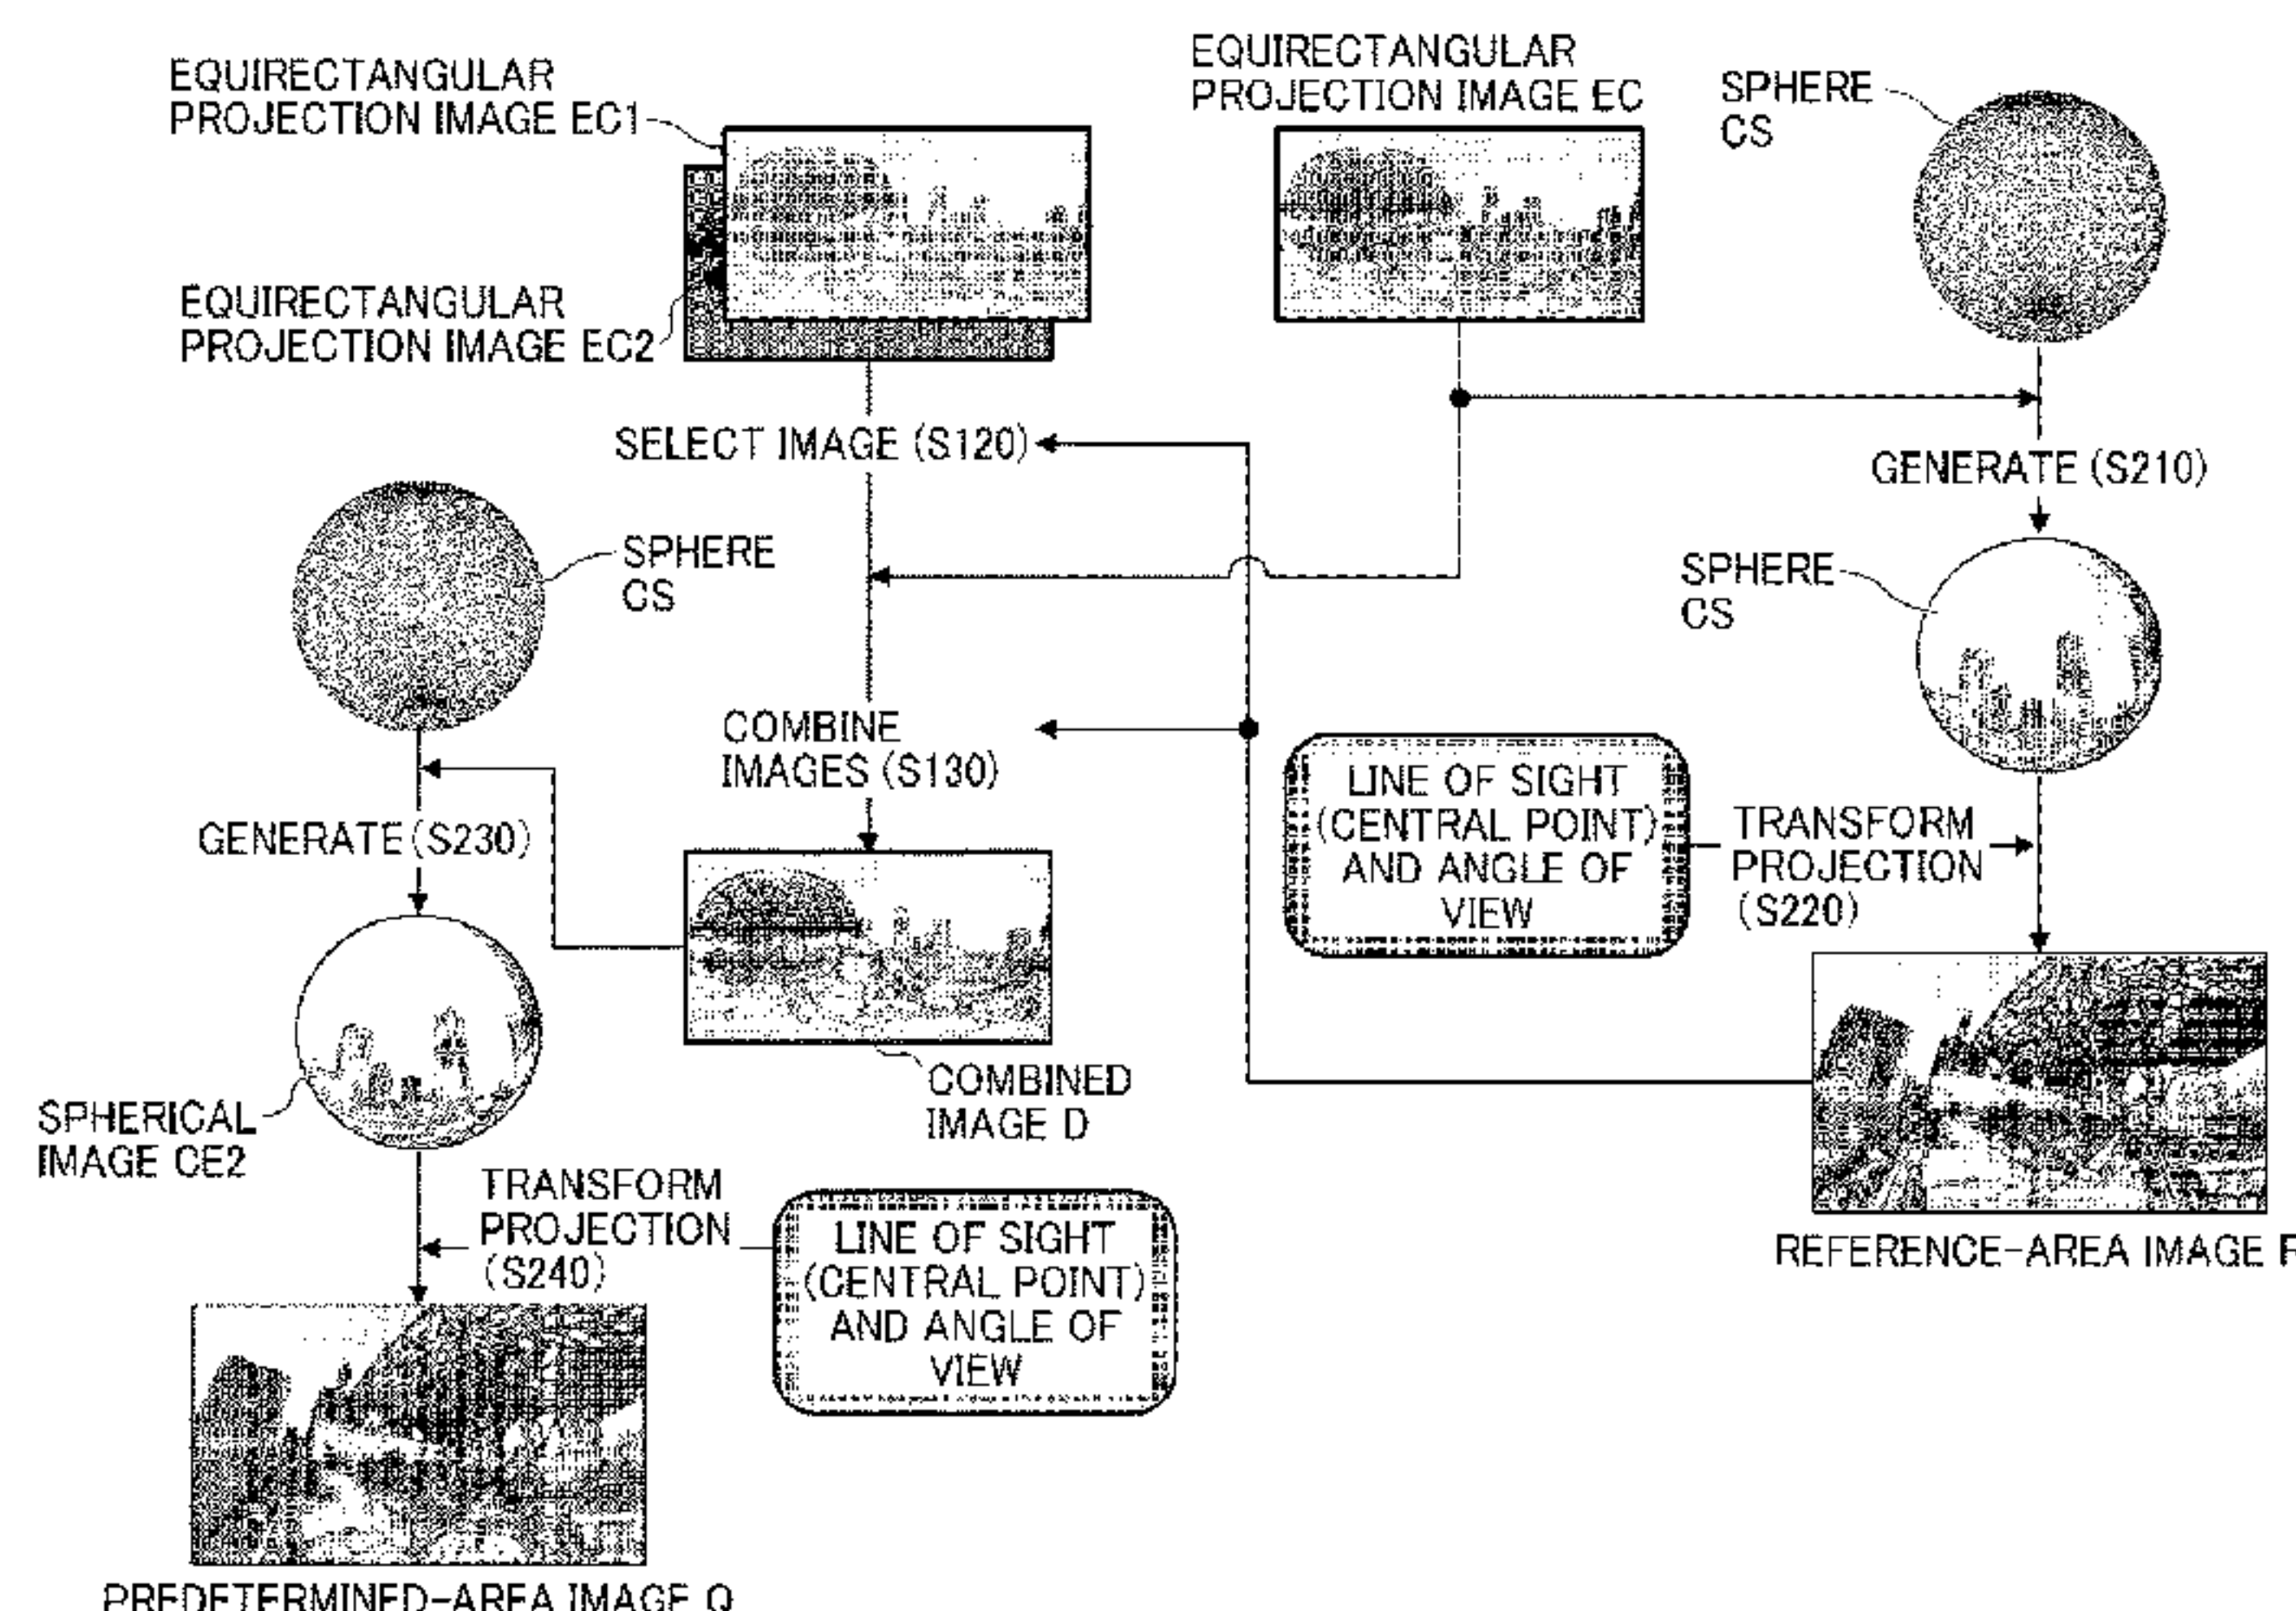 EQUIRECTANGULAR
PROJECTION IMAGE EC1
EQUIRECTANGULAR
PROJECTION IMAGE EC
SPHERE
CS
EQUIRECTANGULAR
PROJECTION IMAGE EC2
SELECT IMAGE (S120)
GENERATE (S210)
SPHERE
CS
SPHERE
CS
COMBINE
IMAGES (S130)
LINE OF SIGHT
(CENTRAL POINT)
AND ANGLE OF
VIEW
TRANSFORM
PROJECTION
(S220)
GENERATE (S230)
COMBINED
IMAGE D
SPHERICAL
IMAGE CE2
TRANSFORM
PROJECTION
(S240)
LINE OF SIGHT
(CENTRAL POINT)
AND ANGLE OF
VIEW
REFERENCE-AREA IMAGE
PREDETERMINED-AREA IMAGE Q